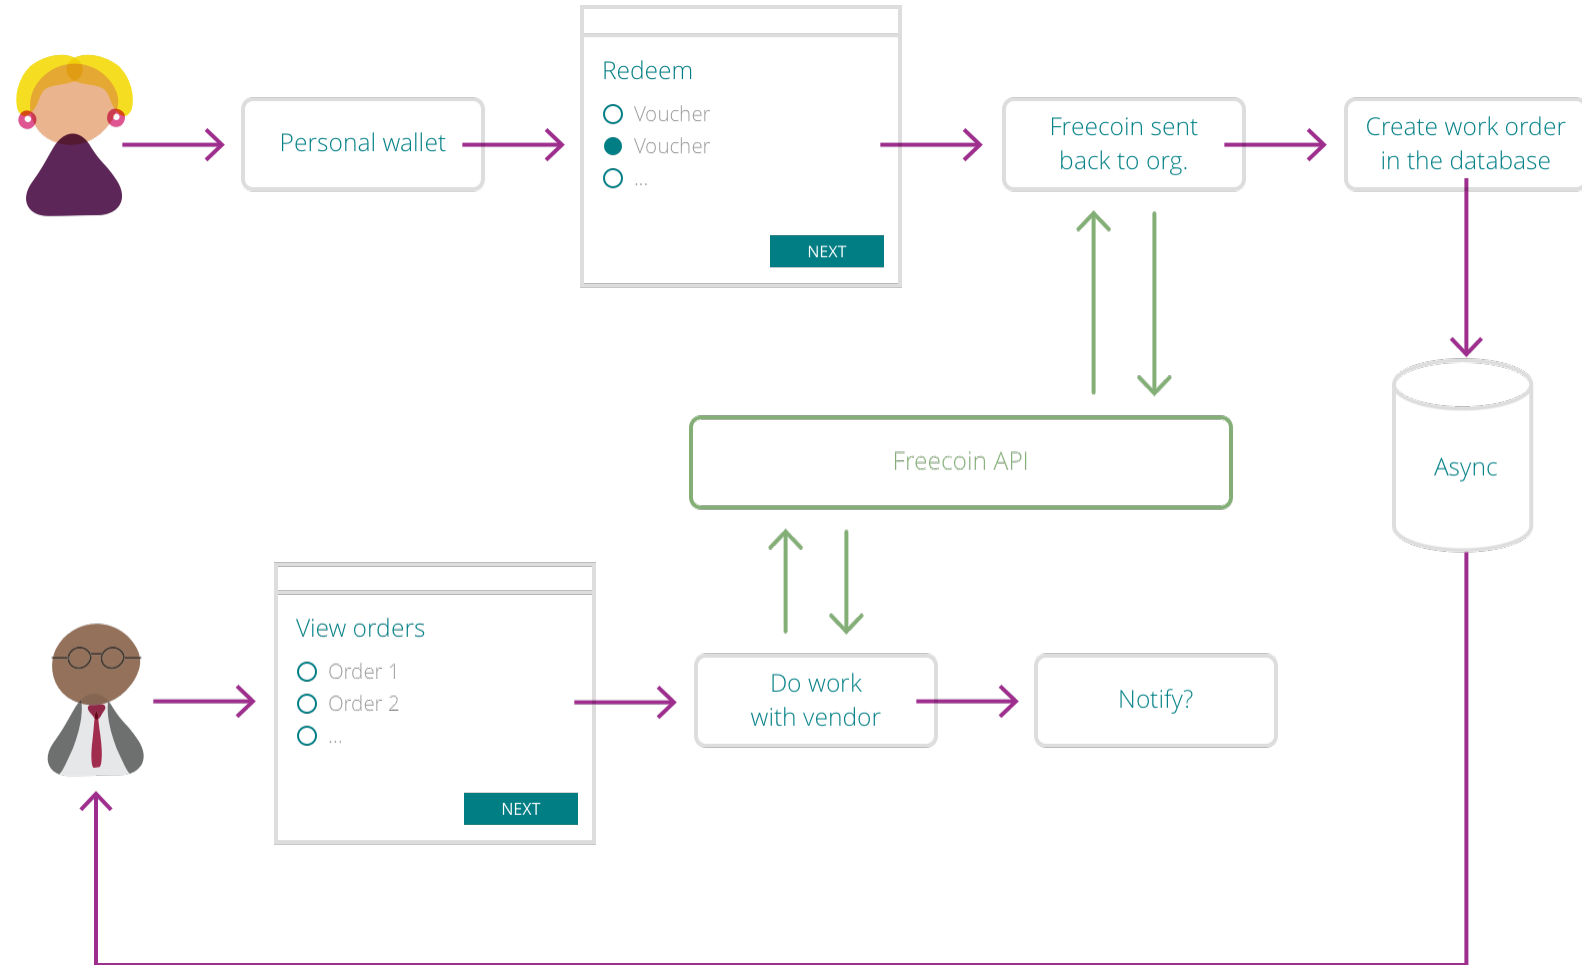 Personal wallet
Redeem
Voucher
Voucher
...
NEXT
Freecoin sent
back to org.
Create work order
in the database
Freecoin API
Async
View orders
Order 1
Order 2
...
NEXT
Do work
with vendor
Notify?